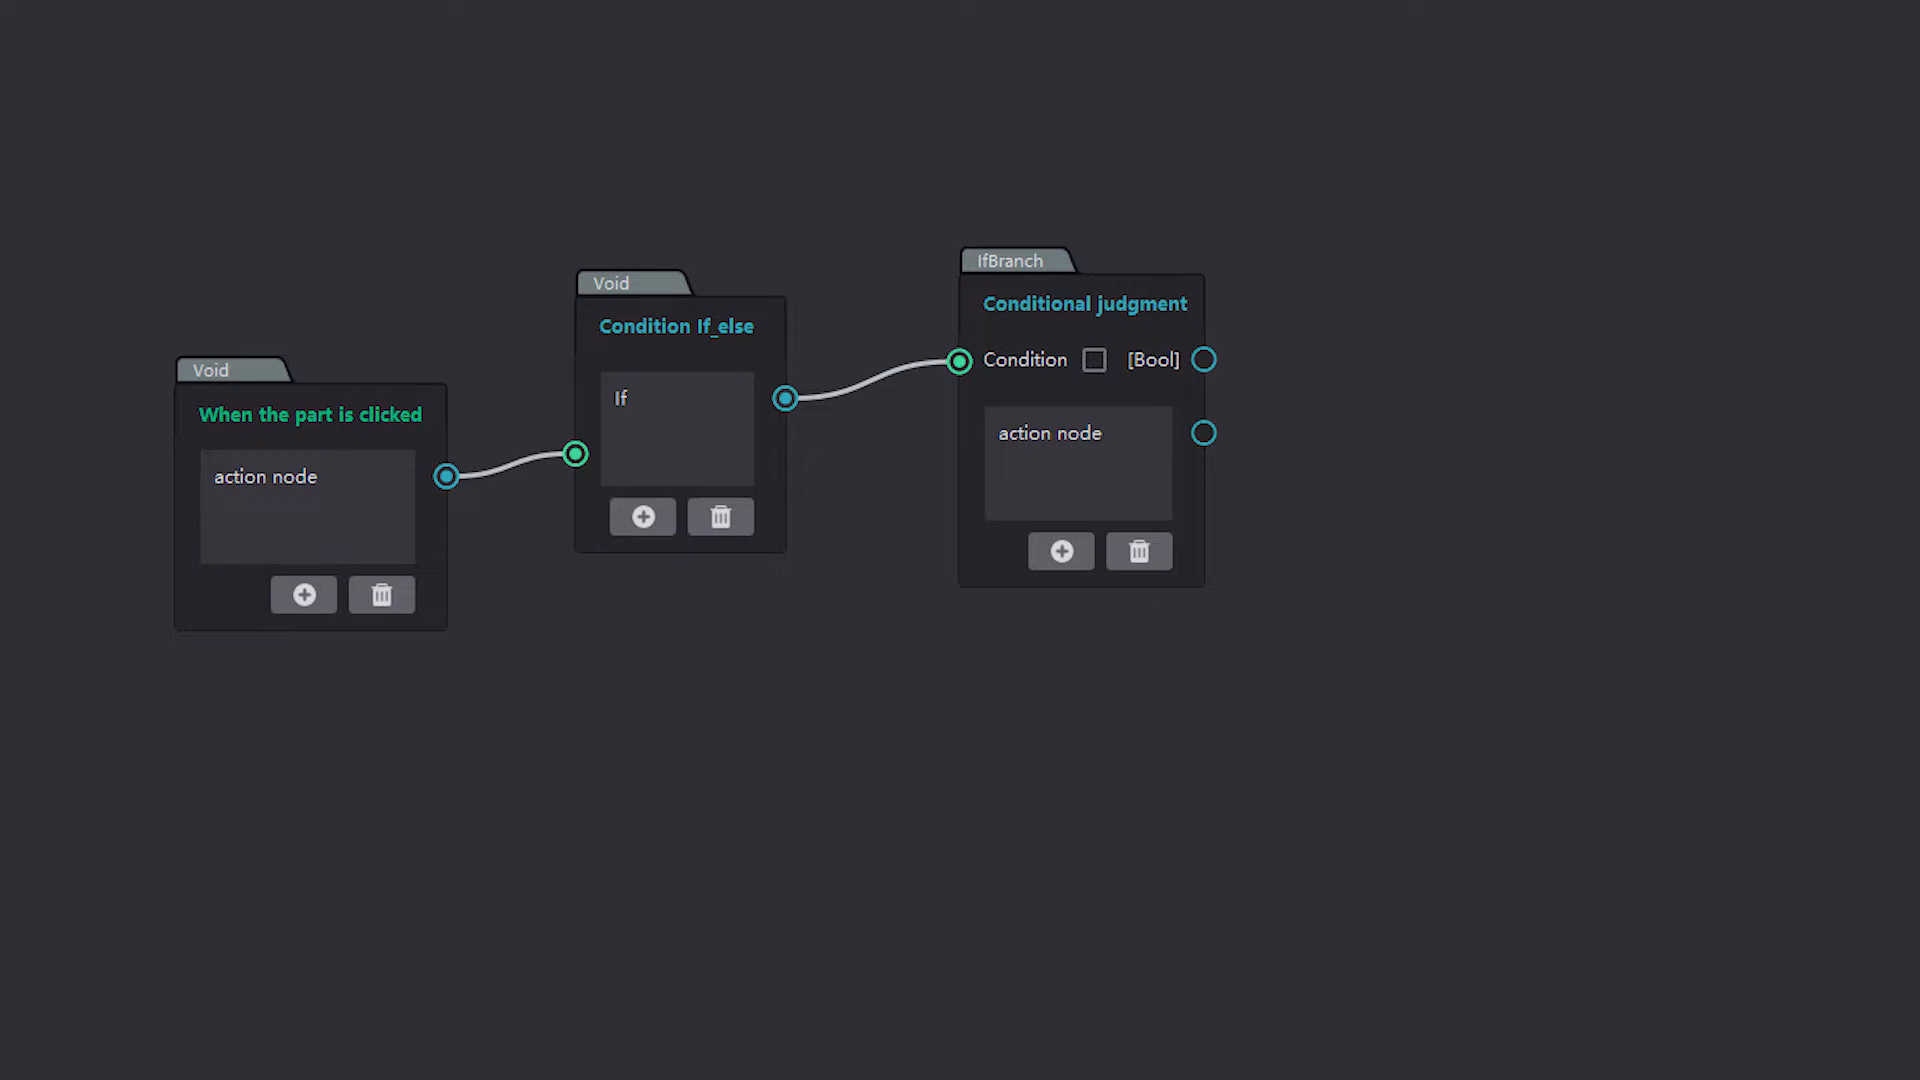 Void
When the part is clicked
action node
Void
Condition If_else
If
IfBranch
Conditional judgment
Condition [Bool]
action node